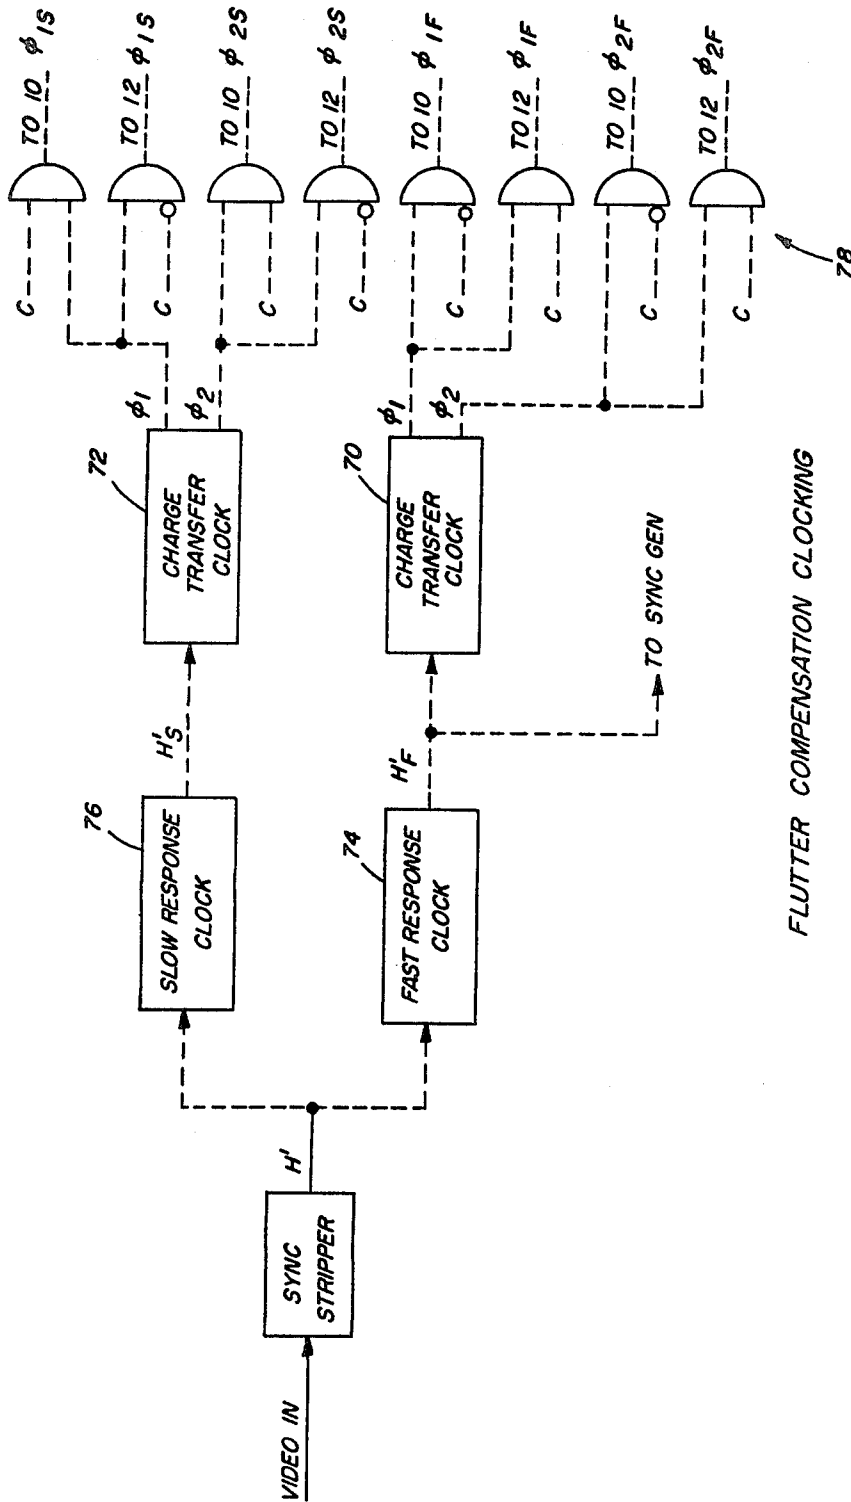 VIDEO IN
SYNC
STRIPPER
H'
76
SLOW RESPONSE
CLOCK
H'S
72
CHARGE
TRANSFER
CLOCK
φ1
φ2
74
FAST RESPONSE
CLOCK
H'F
TO SYNC GEN
70
CHARGE
TRANSFER
CLOCK
φ1
φ2
C
TO 10 φ1S
C
TO 12 φ1S
C
TO 10 φ2S
C
TO 12 φ2S
C
TO 10 φ1F
C
TO 12 φ1F
C
TO 10 φ2F
C
TO 12 φ2F
78
FLUTTER COMPENSATION CLOCKING